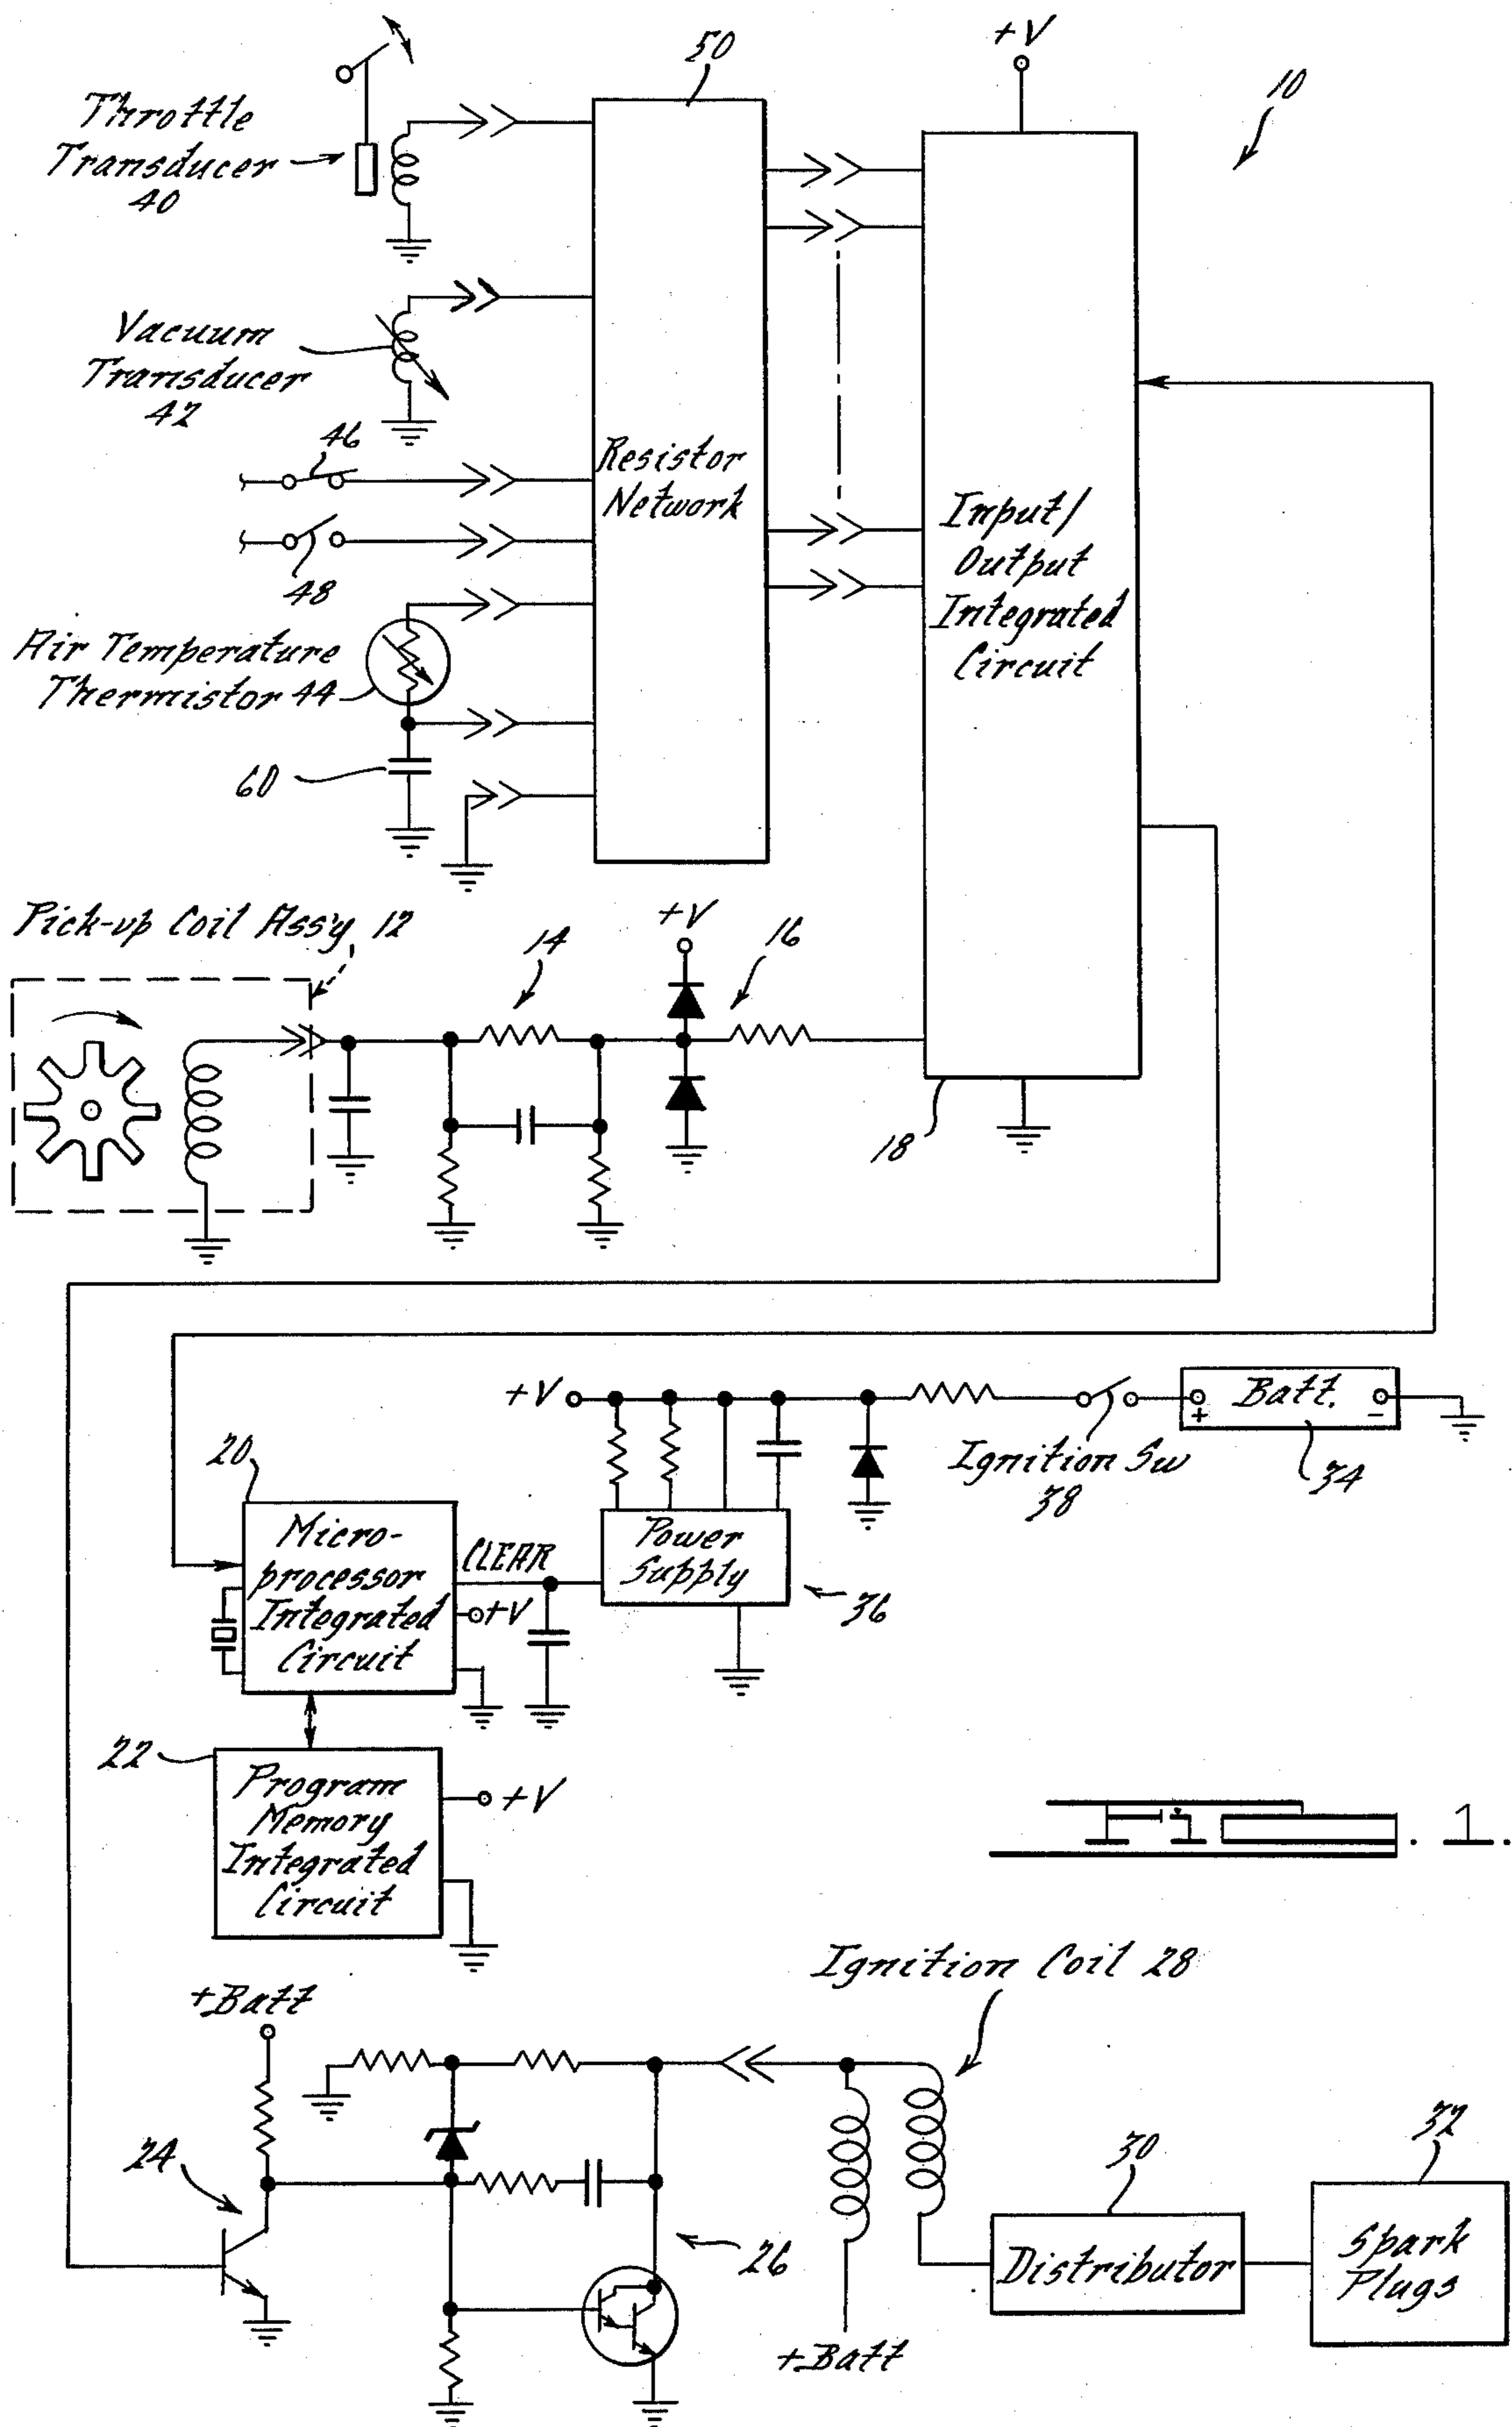 50
+V
10
Throttle
Transducer
40
Vacuum
Transducer
42
46
48
Resistor
Network
Input/
Output
Integrated
Circuit
Air Temperature
Thermistor 44
60
Pick-up Coil Ass'y 12
14
+V
16
18
+V
Batt.
+
-
Ignition Sw
38
34
20
Micro-
processor
Integrated
Circuit
CLEAR
+V
Power
Supply
36
22
Program
Memory
Integrated
Circuit
+V
Fig. 1.
Ignition Coil 28
+Batt
24
26
30
32
Distributor
Spark
Plugs
+Batt